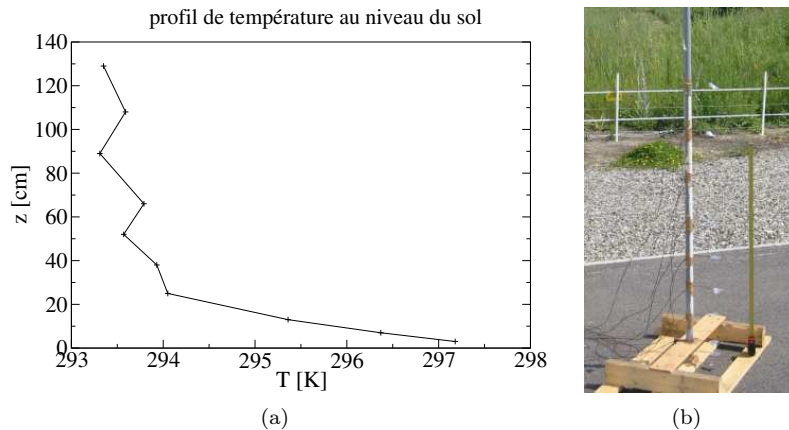 profil de température au niveau du sol
140
120
100
80
60
40
20
0
z [cm]
293 294 295 296 297 298
T [K]
(a)
(b)